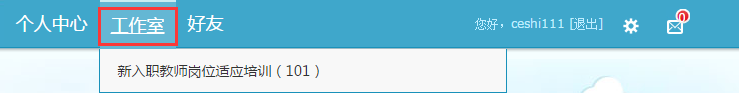 个人中心 工作室 好友 您好，ceshi111 [退出] 0
新入职教师岗位适应培训（101）